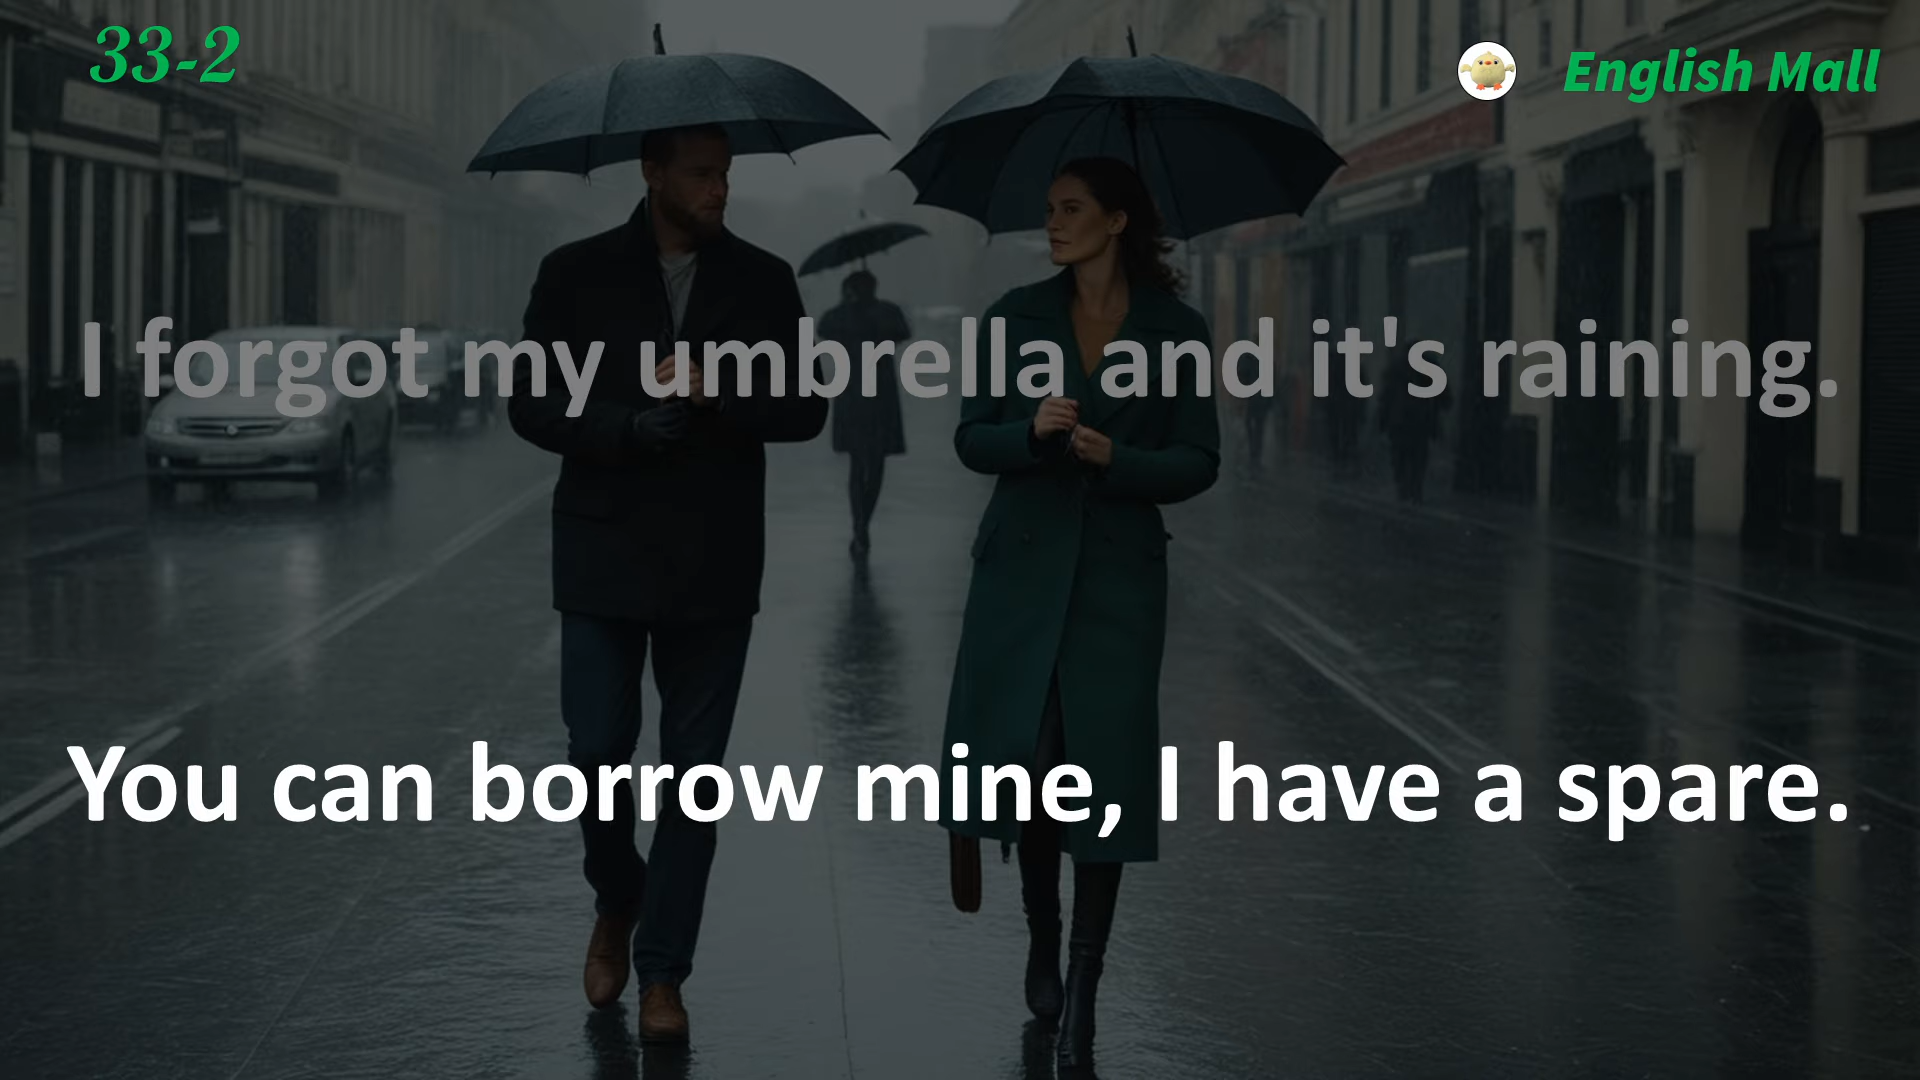 33-2
English Mall
I forgot my umbrella and it's raining.
You can borrow mine, I have a spare.